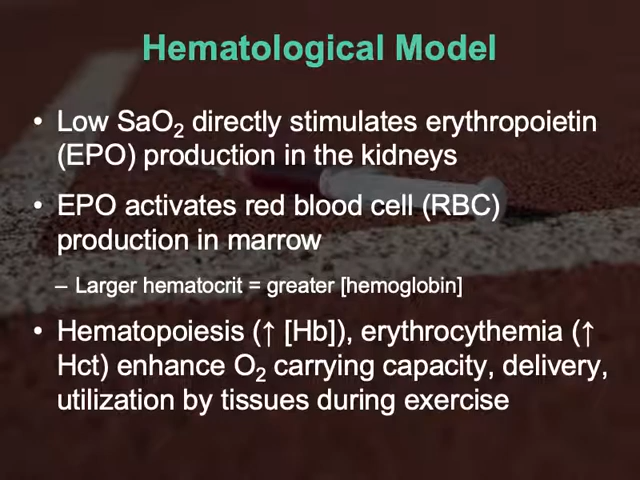 Hematological Model
• Low SaO₂ directly stimulates erythropoietin
(EPO) production in the kidneys
• EPO activates red blood cell (RBC)
production in marrow
– Larger hematocrit = greater [hemoglobin]
• Hematopoiesis (↑ [Hb]), erythrocythemia (↑
Hct) enhance O₂ carrying capacity, delivery,
utilization by tissues during exercise